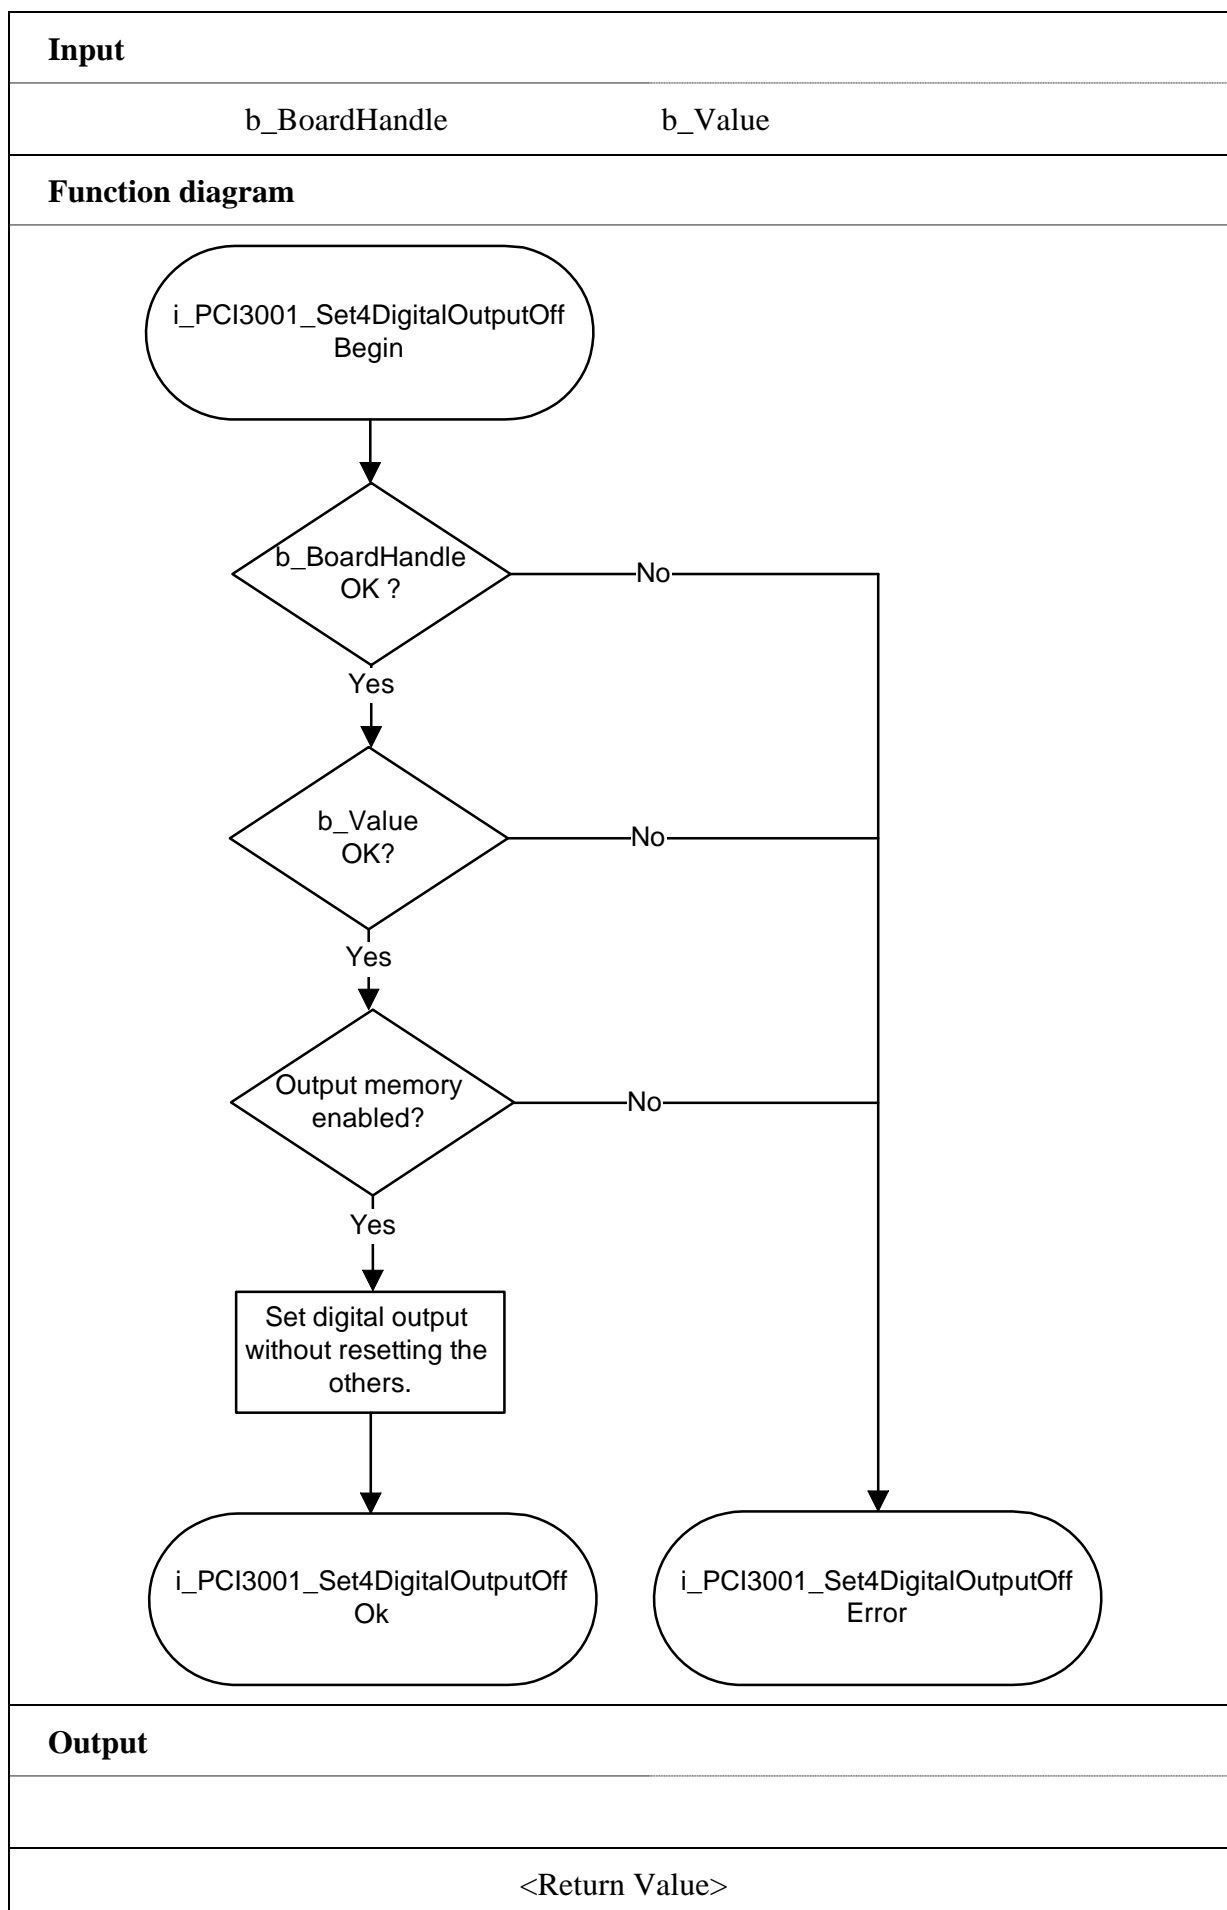 Input
b_BoardHandle b_Value
Function diagram
i_PCI3001_Set4DigitalOutputOff
Begin
b_BoardHandle
OK ?
No
Yes
b_Value
OK?
No
Yes
Output memory
enabled?
No
Yes
Set digital output
without resetting the
others.
i_PCI3001_Set4DigitalOutputOff
Ok
i_PCI3001_Set4DigitalOutputOff
Error
Output
<Return Value>